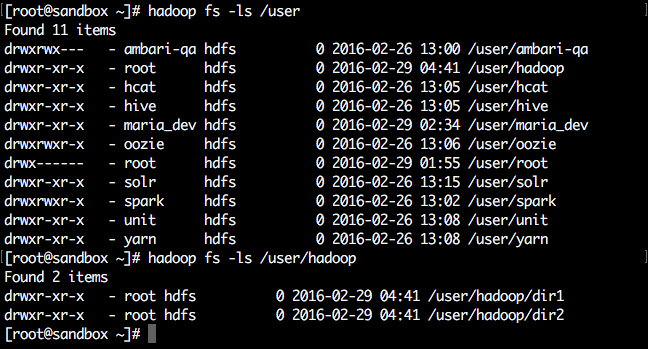 [root@sandbox ~]# hadoop fs -ls /user
Found 11 items
drwxrwx---   - ambari-qa hdfs          0 2016-02-26 13:00 /user/ambari-qa
drwxr-xr-x   - root      hdfs          0 2016-02-29 04:41 /user/hadoop
drwxr-xr-x   - hcat      hdfs          0 2016-02-26 13:05 /user/hcat
drwxr-xr-x   - hive      hdfs          0 2016-02-26 13:05 /user/hive
drwxr-xr-x   - maria_dev hdfs          0 2016-02-29 02:34 /user/maria_dev
drwxrwxr-x   - oozie     hdfs          0 2016-02-26 13:06 /user/oozie
drwx------   - root      hdfs          0 2016-02-29 01:55 /user/root
drwxr-xr-x   - solr      hdfs          0 2016-02-26 13:15 /user/solr
drwxrwxr-x   - spark     hdfs          0 2016-02-26 13:02 /user/spark
drwxr-xr-x   - unit      hdfs          0 2016-02-26 13:08 /user/unit
drwxr-xr-x   - yarn      hdfs          0 2016-02-26 13:08 /user/yarn
[root@sandbox ~]# hadoop fs -ls /user/hadoop
Found 2 items
drwxr-xr-x   - root hdfs          0 2016-02-29 04:41 /user/hadoop/dir1
drwxr-xr-x   - root hdfs          0 2016-02-29 04:41 /user/hadoop/dir2
[root@sandbox ~]#